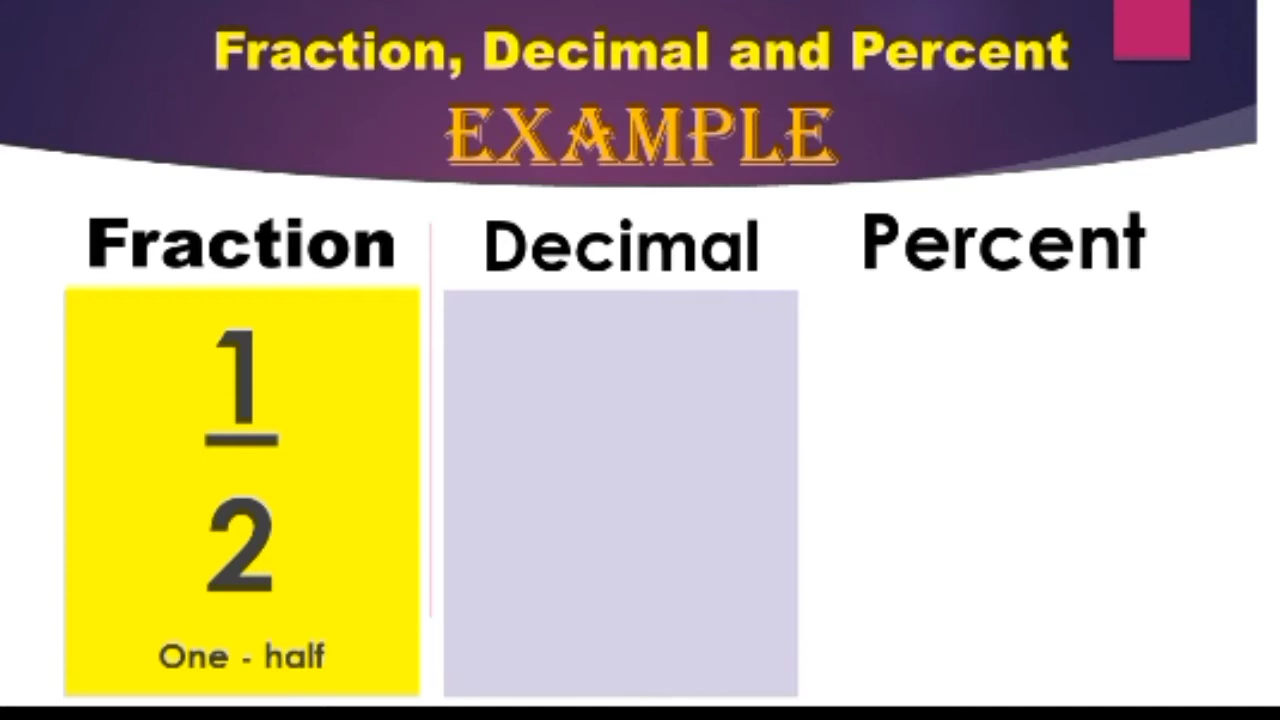 Fraction, Decimal and Percent
EXAMPLE
Fraction Decimal Percent
1
2
One - half